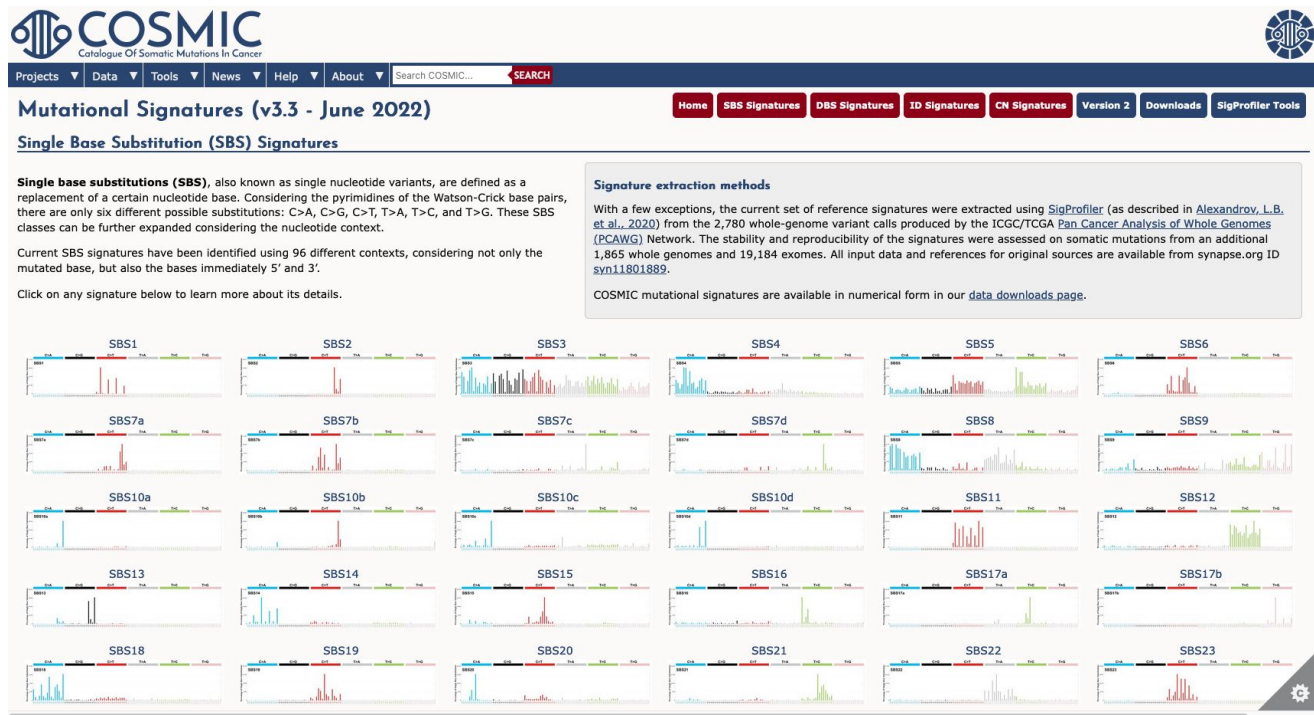 COSMIC
Catalogue Of Somatic Mutations In Cancer
Projects ▼ Data ▼ Tools ▼ News ▼ Help ▼ About ▼ Search COSMIC... SEARCH
Mutational Signatures (v3.3 - June 2022)
Home SBS Signatures DBS Signatures ID Signatures CN Signatures Version 2 Downloads SigProfiler Tools
Single Base Substitution (SBS) Signatures
Single base substitutions (SBS), also known as single nucleotide variants, are defined as a
replacement of a certain nucleotide base. Considering the pyrimidines of the Watson-Crick base pairs,
there are only six different possible substitutions: C>A, C>G, C>T, T>A, T>C, and T>G. These SBS
classes can be further expanded considering the nucleotide context.
Current SBS signatures have been identified using 96 different contexts, considering not only the
mutated base, but also the bases immediately 5' and 3'.
Click on any signature below to learn more about its details.
Signature extraction methods
With a few exceptions, the current set of reference signatures were extracted using SigProfiler (as described in Alexandrov, L.B.
et al., 2020) from the 2,780 whole-genome variant calls produced by the ICGC/TCGA Pan Cancer Analysis of Whole Genomes
(PCAWG) Network. The stability and reproducibility of the signatures were assessed on somatic mutations from an additional
1,865 whole genomes and 19,184 exomes. All input data and references for original sources are available from synapse.org ID
syn11801889.
COSMIC mutational signatures are available in numerical form in our data downloads page.
SBS1 SBS2 SBS3 SBS4 SBS5 SBS6
SBS7a SBS7b SBS7c SBS7d SBS8 SBS9
SBS10a SBS10b SBS10c SBS10d SBS11 SBS12
SBS13 SBS14 SBS15 SBS16 SBS17a SBS17b
SBS18 SBS19 SBS20 SBS21 SBS22 SBS23